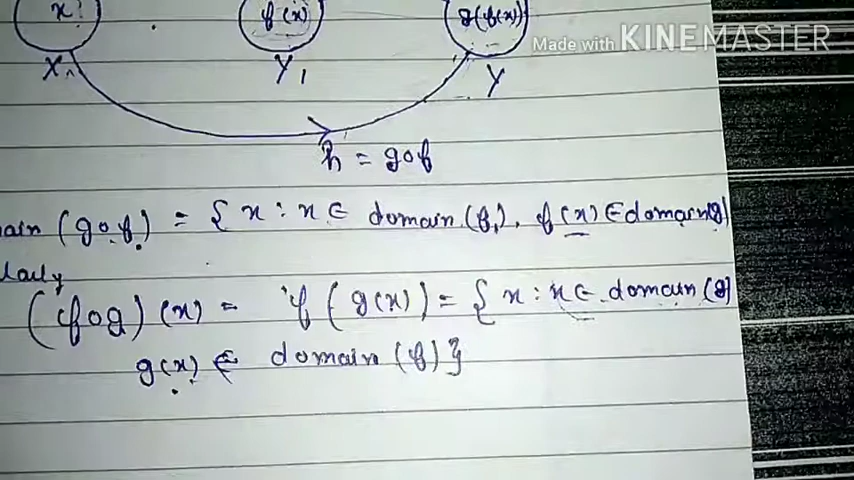 x f(x) g(f(x))
Made with KINEMASTER
X Y1 Y
h = gof
ain (gof) = { x : x ∈ domain (f), f(x) ∈ domain(g)
larly
(fog) (x) = f (g(x)) = { x : x ∈ domain (g)
g(x) ∈ domain (f) }